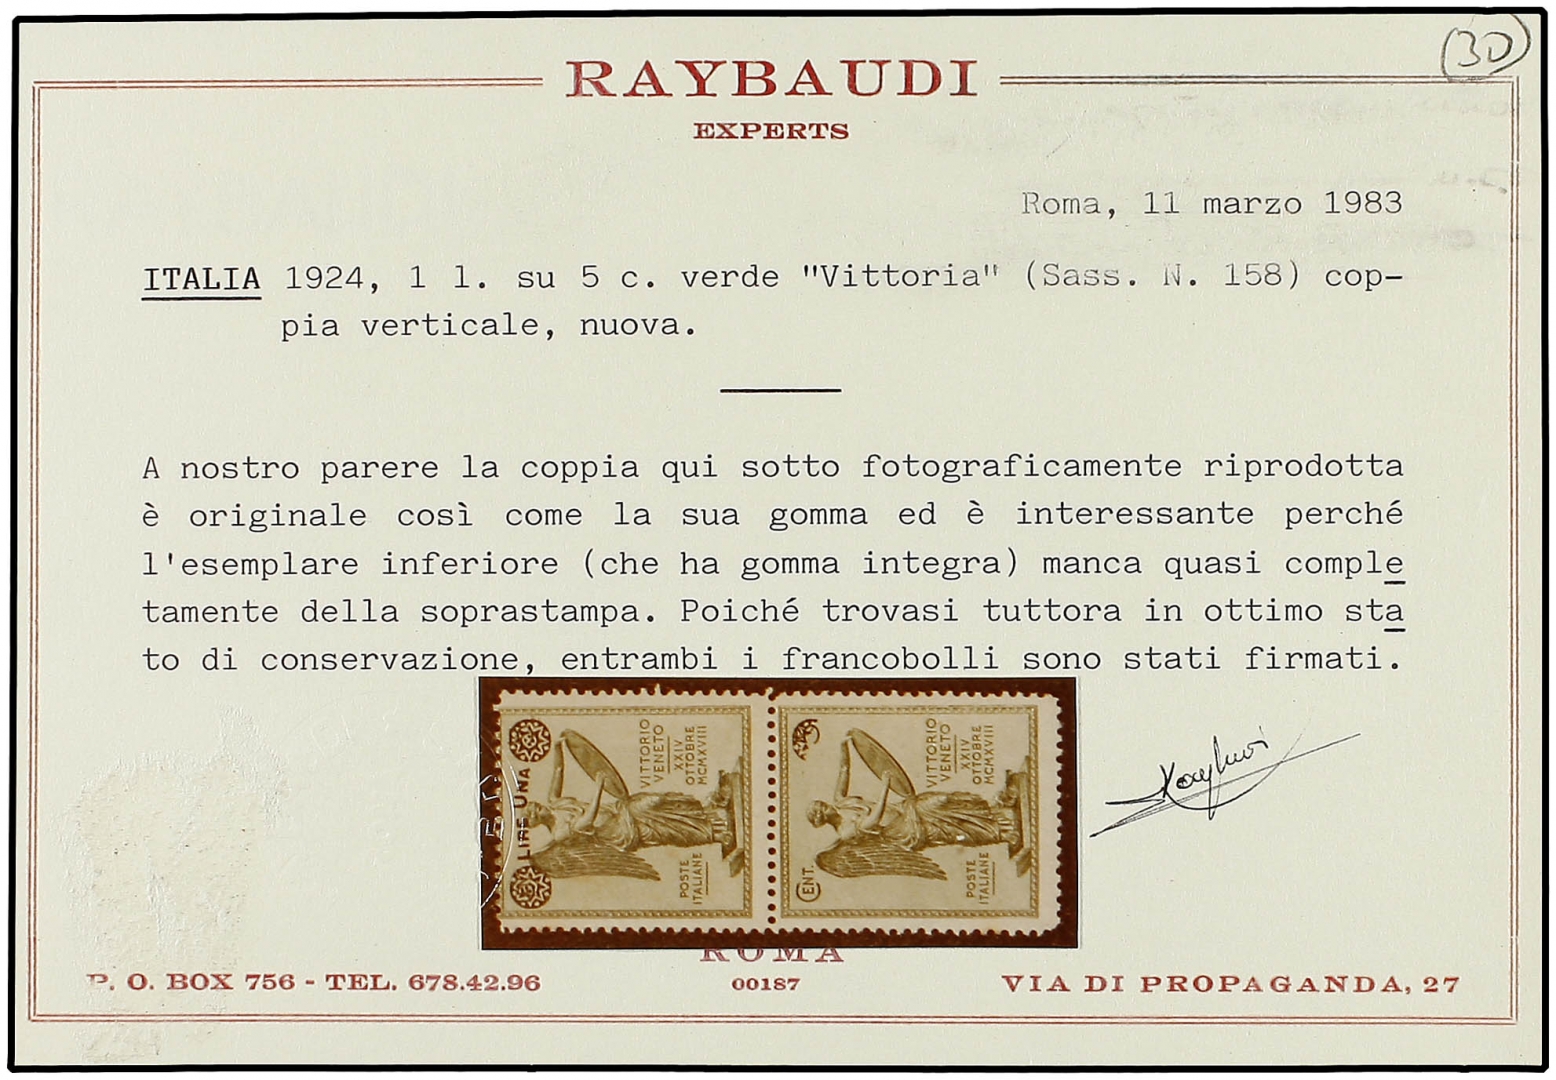 (30)
RAYBAUDI
EXPERTS
Roma, 11 marzo 1983
ITALIA 1924, 1 l. su 5 c. verde "Vittoria" (Sass. N. 158) cop-
pia verticale, nuova.
A nostro parere la coppia qui sotto fotograficamente riprodotta
è originale così come la sua gomma ed è interessante perché
l'esemplare inferiore (che ha gomma integra) manca quasi comple
tamente della soprastampa. Poiché trovasi tuttora in ottimo sta
to di conservazione, entrambi i francobolli sono stati firmati.
LIRE UNA
VITTORIO
VENETO
XXIV
OTTOBRE
MCMXVIII
POSTE
ITALIANE
CENT.
VITTORIO
VENETO
XXIV
OTTOBRE
MCMXVIII
POSTE
ITALIANE
ROMA
P. O. BOX 756 - TEL. 678.42.96
00187
VIA DI PROPAGANDA, 27